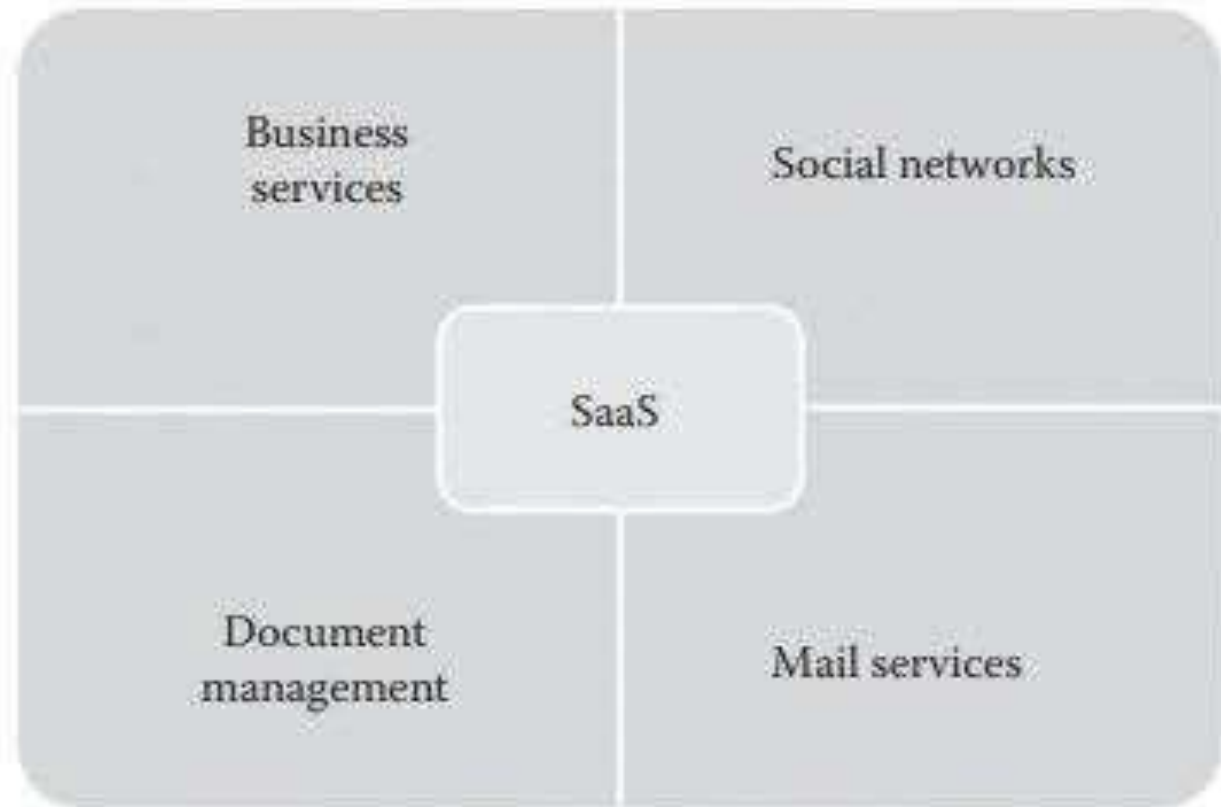 Business
services
Social networks
SaaS
Document
management
Mail services